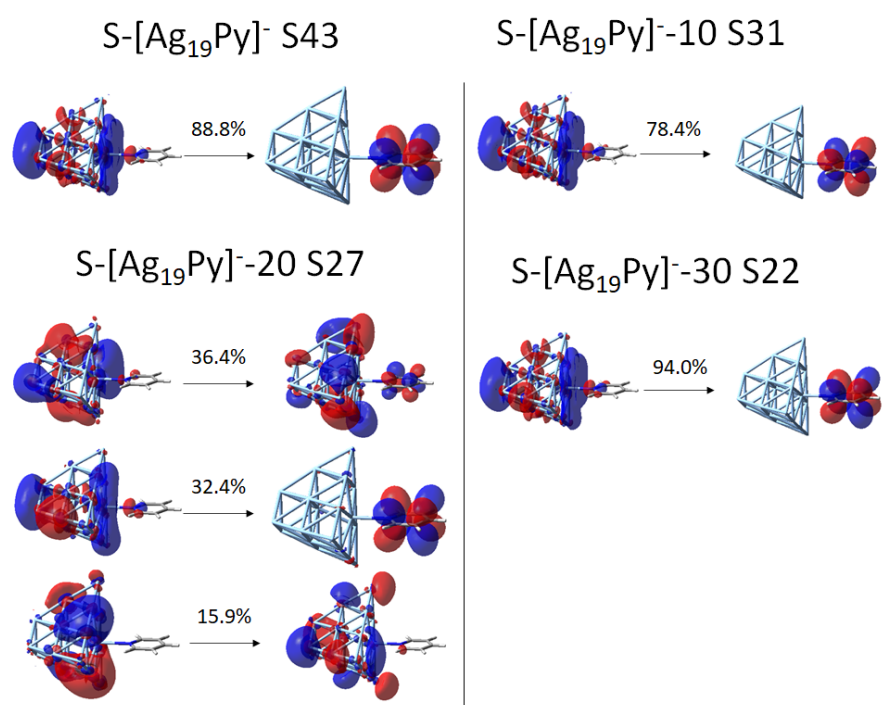 S-[Ag₁₉Py]⁻ S43
88.8%
S-[Ag₁₉Py]⁻-10 S31
78.4%
S-[Ag₁₉Py]⁻-20 S27
36.4%
32.4%
15.9%
S-[Ag₁₉Py]⁻-30 S22
94.0%